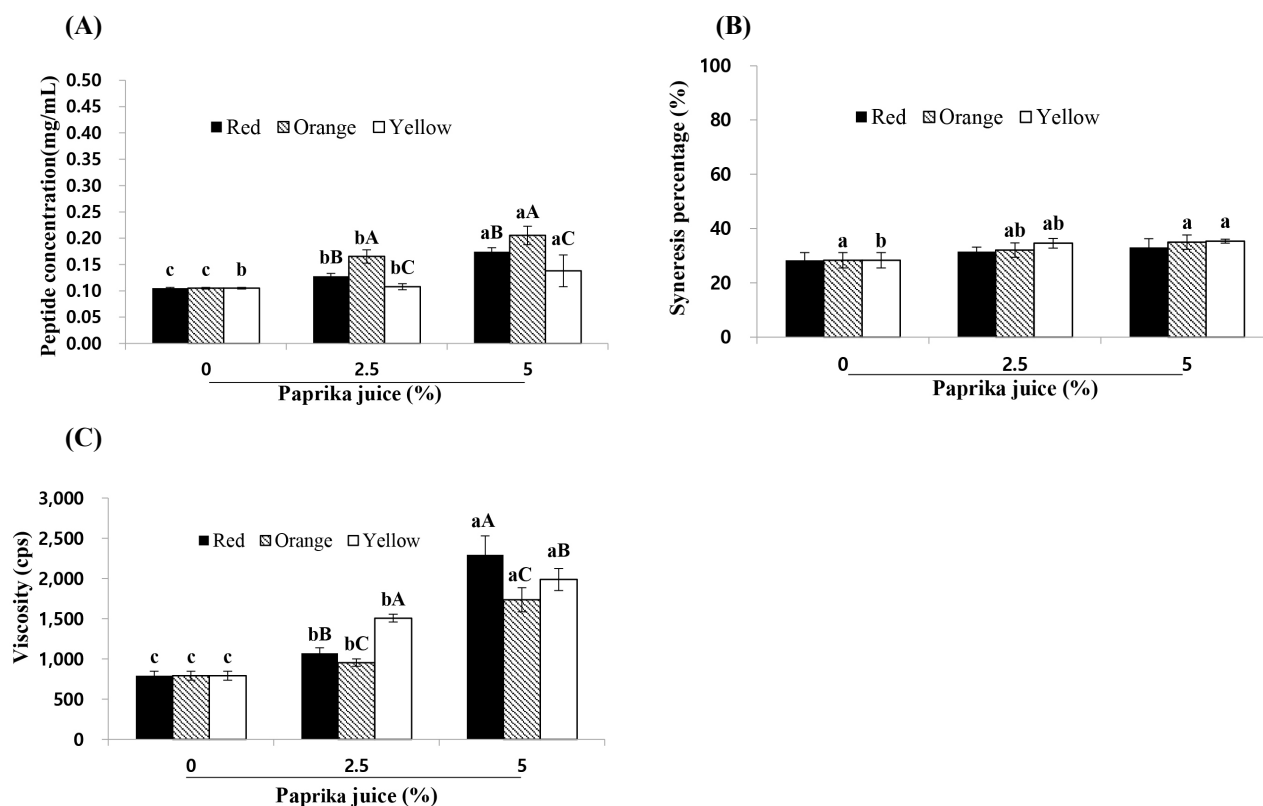 (A)
Peptide concentration(mg/mL)
0.50
0.45
0.40
0.35
0.30
0.25
0.20
0.15
0.10
0.05
0.00
Red Orange Yellow
c c b
bB bA bC
aB aA aC
0 2.5 5
Paprika juice (%)
(B)
Syneresis percentage (%)
100
80
60
40
20
0
Red Orange Yellow
a b
ab ab
a a
0 2.5 5
Paprika juice (%)
(C)
Viscosity (cps)
3,000
2,500
2,000
1,500
1,000
500
0
Red Orange Yellow
c c c
bB bC bA
aA aC aB
0 2.5 5
Paprika juice (%)